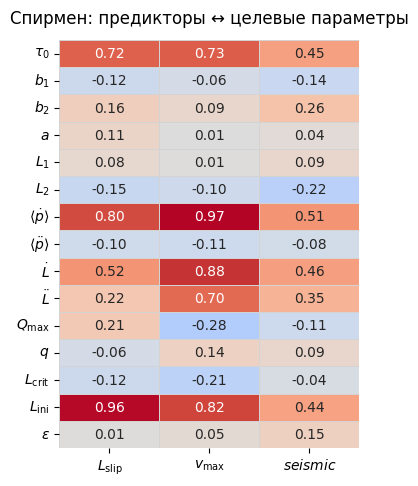 Спирмен: предикторы ↔ целевые параметры
τ₀ 0.72 0.73 0.45
b₁ -0.12 -0.06 -0.14
b₂ 0.16 0.09 0.26
a 0.11 0.01 0.04
L₁ 0.08 0.01 0.09
L₂ -0.15 -0.10 -0.22
⟨ṗ⟩ 0.80 0.97 0.51
⟨p̈⟩ -0.10 -0.11 -0.08
L̇ 0.52 0.88 0.46
L̈ 0.22 0.70 0.35
Q_max 0.21 -0.28 -0.11
q -0.06 0.14 0.09
L_crit -0.12 -0.21 -0.04
L_ini 0.96 0.82 0.44
ε 0.01 0.05 0.15
L_slip v_max seismic